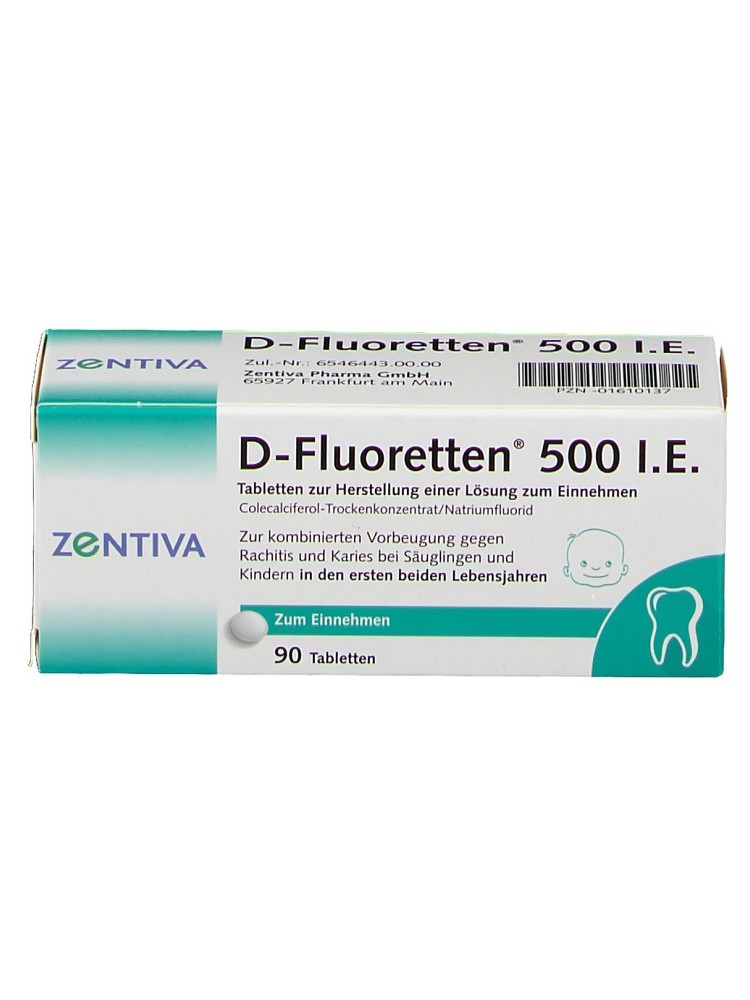 ZENTIVA
D-Fluoretten® 500 I.E.
Zul.-Nr.: 6546443.00.00
Zentiva Pharma GmbH
65927 Frankfurt am Main
PZN -01610137
D-Fluoretten® 500 I.E.
Tabletten zur Herstellung einer Lösung zum Einnehmen
Colecalciferol-Trockenkonzentrat/Natriumfluorid
ZENTIVA
Zur kombinierten Vorbeugung gegen
Rachitis und Karies bei Säuglingen und
Kindern in den ersten beiden Lebensjahren
Zum Einnehmen
90 Tabletten